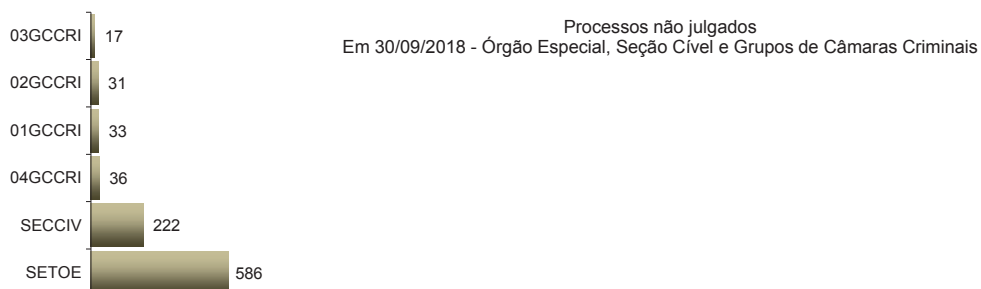 Processos não julgados
Em 30/09/2018 - Órgão Especial, Seção Cível e Grupos de Câmaras Criminais
03GCCRI 17
02GCCRI 31
01GCCRI 33
04GCCRI 36
SECCIV 222
SETOE 586